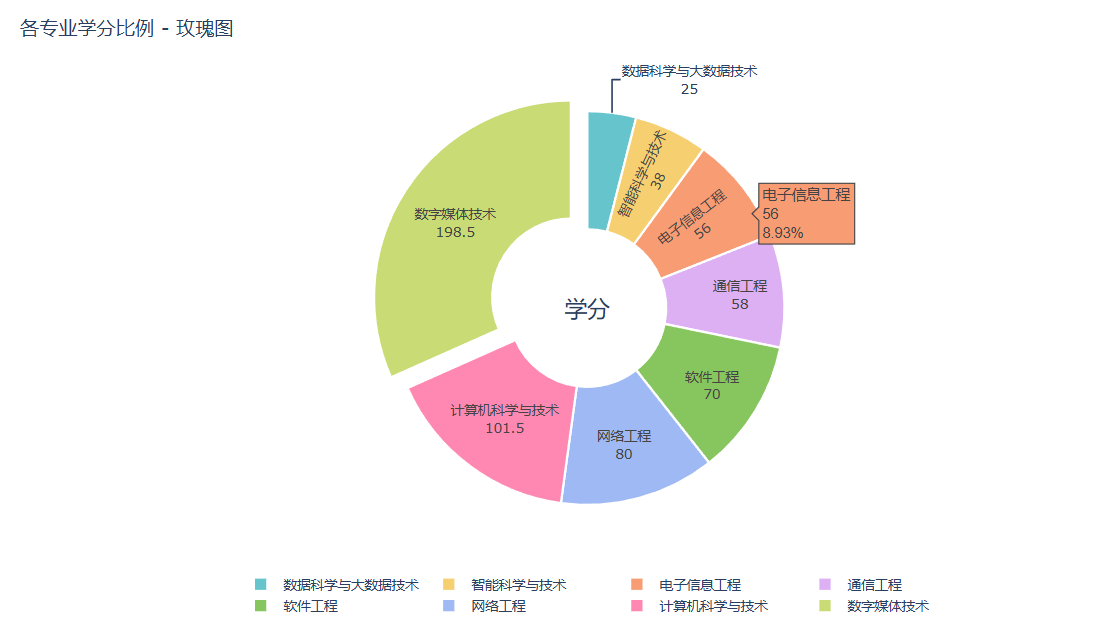 各专业学分比例 - 玫瑰图
数据科学与大数据技术
25
智能科学与技术
38
电子信息工程
56
电子信息工程
56
8.93%
数字媒体技术
198.5
通信工程
58
学分
软件工程
70
计算机科学与技术
101.5
网络工程
80
数据科学与大数据技术
智能科学与技术
电子信息工程
通信工程
软件工程
网络工程
计算机科学与技术
数字媒体技术